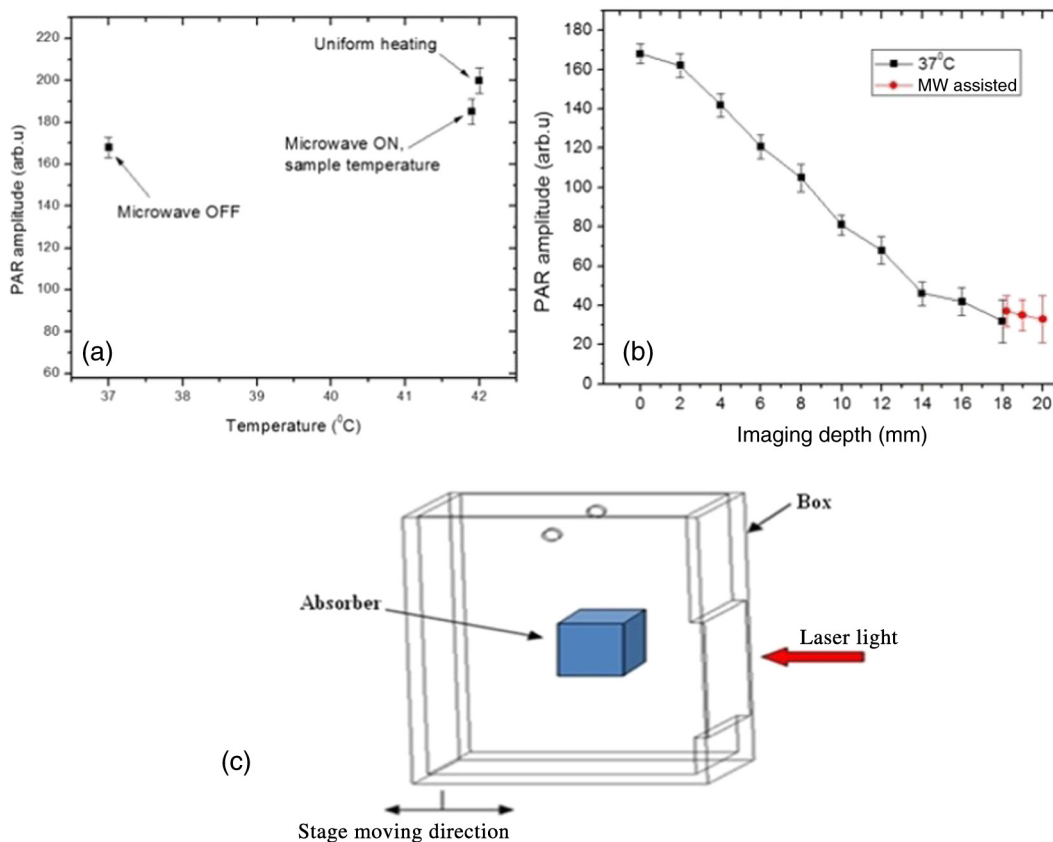 220
200
180
160
140
120
100
80
60
PAR amplitude (arb.u)
Uniform heating
Microwave ON,
sample temperature
Microwave OFF
(a)
37 38 39 40 41 42
Temperature (⁰C)
180
160
140
120
100
80
60
40
20
0
PAR amplitude (arb.u)
37⁰C
MW assisted
(b)
0 2 4 6 8 10 12 14 16 18 20
Imaging depth (mm)
Box
Absorber
Laser light
(c)
Stage moving direction